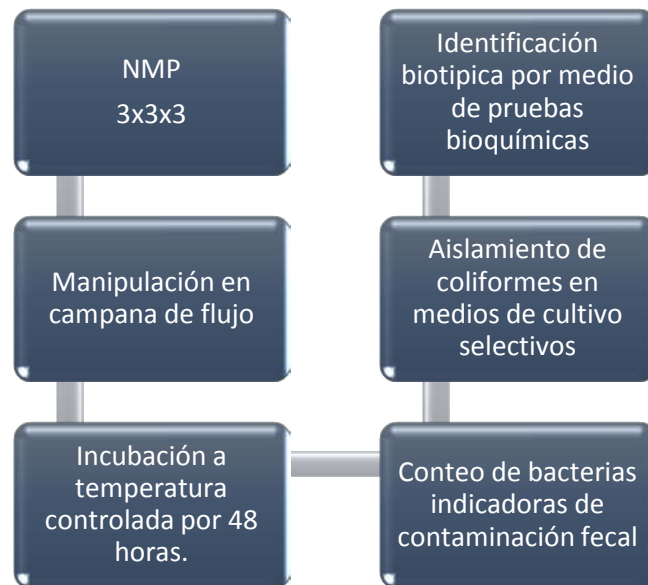 NMP
3x3x3
Manipulación en
campana de flujo
Incubación a
temperatura
controlada por 48
horas.
Conteo de bacterias
indicadoras de
contaminación fecal
Aislamiento de
coliformes en
medios de cultivo
selectivos
Identificación
biotipica por medio
de pruebas
bioquímicas